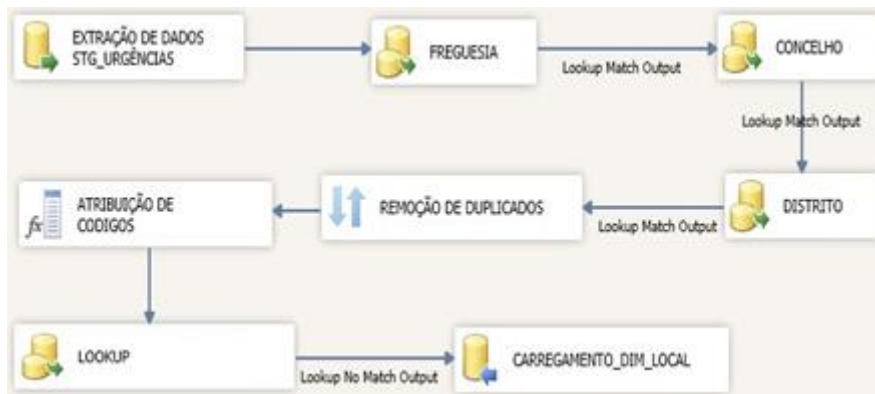 EXTRAÇÃO DE DADOS
STG_URGÊNCIAS
FREGUESIA
Lookup Match Output
CONCELHO
Lookup Match Output
DISTRITO
Lookup Match Output
REMOÇÃO DE DUPLICADOS
ATRIBUIÇÃO DE
CODIGOS
fx
LOOKUP
Lookup No Match Output
CARREGAMENTO_DIM_LOCAL